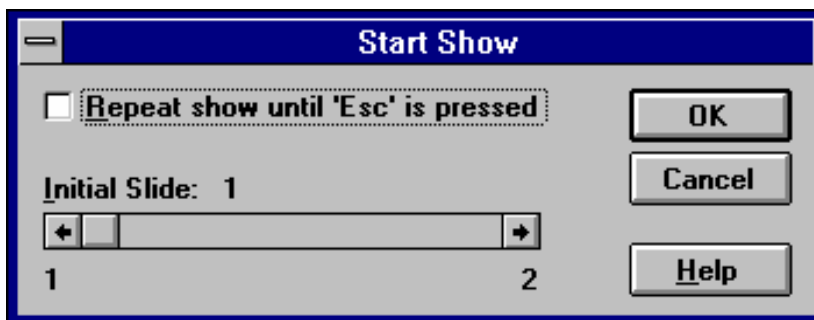 Start Show
Repeat show until 'Esc' is pressed
OK
Initial Slide: 1
Cancel
1 2
Help